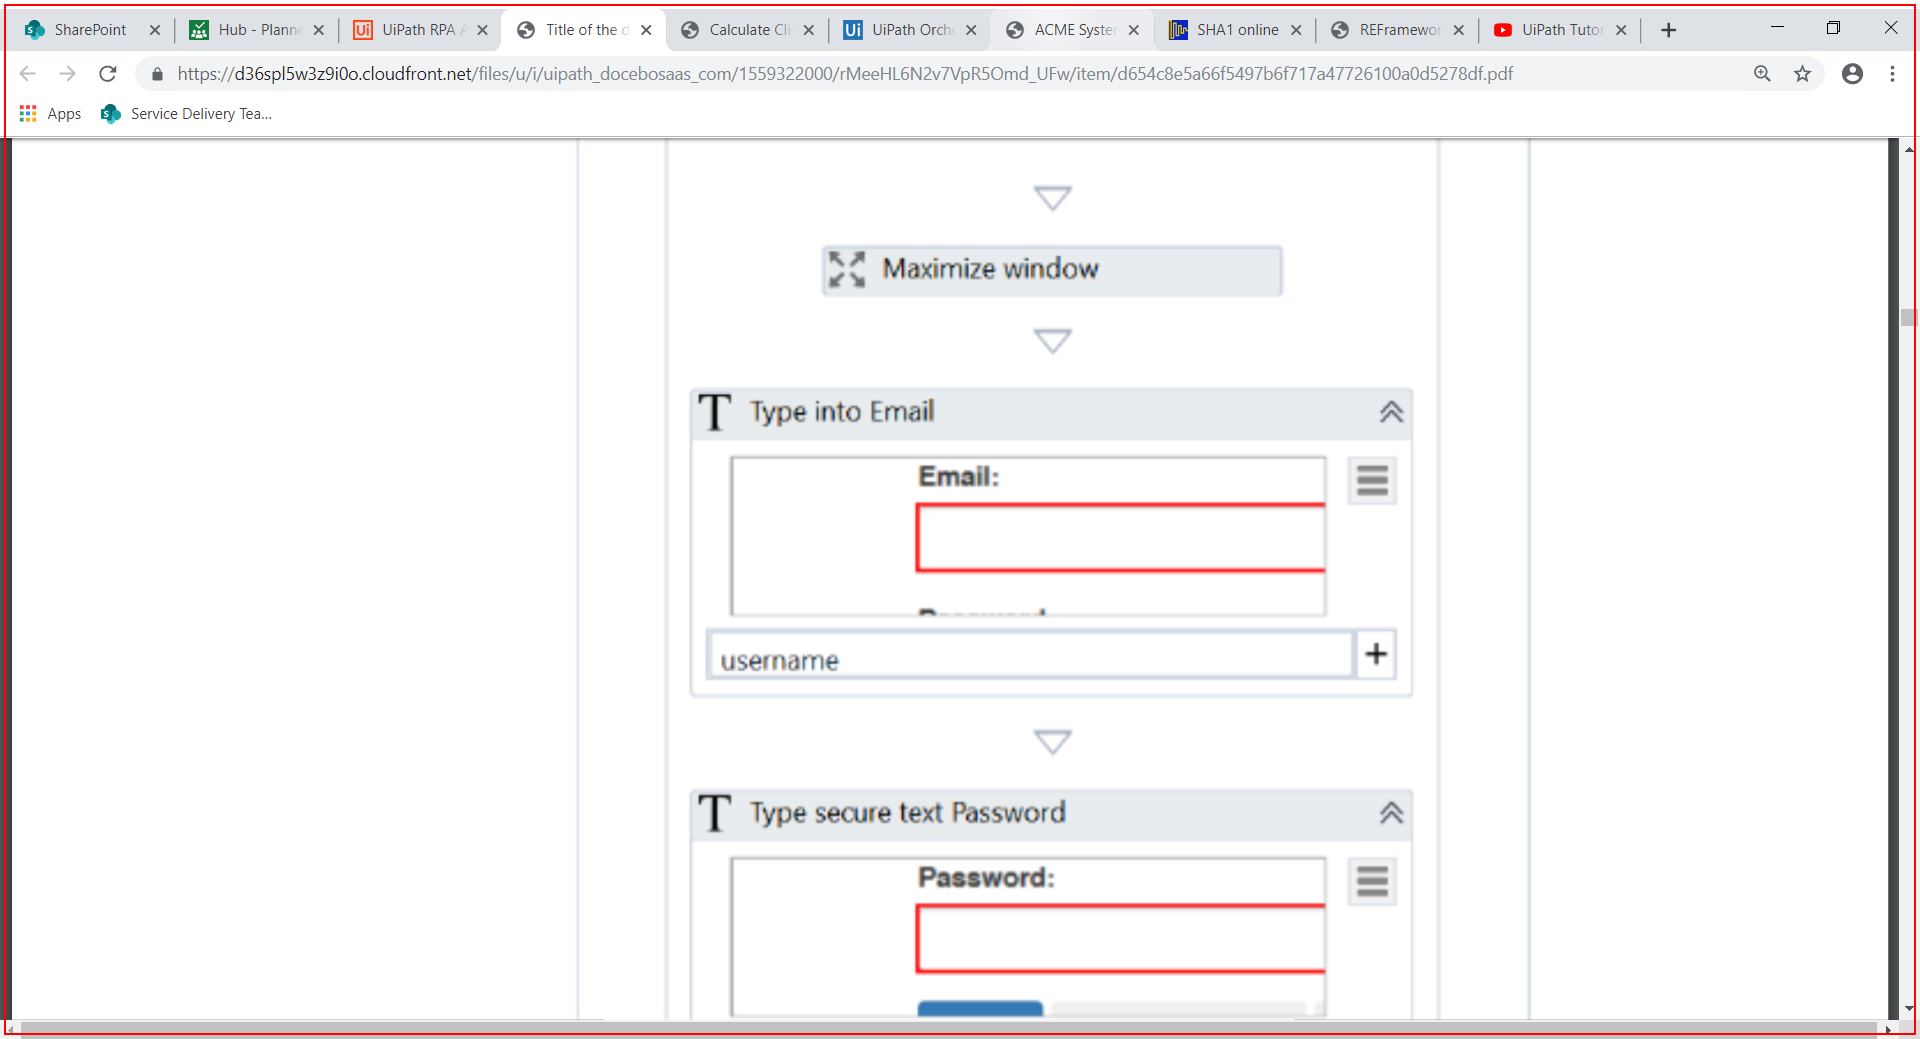 SharePoint
Hub - Planne
UiPath RPA A
Title of the d
Calculate Cli
UiPath Orche
ACME System
SHA1 online
REFramewor
UiPath Tutor
https://d36spl5w3z9i0o.cloudfront.net/files/u/i/uipath_docebosaas_com/1559322000/rMeeHL6N2v7VpR5Omd_UFw/item/d654c8e5a66f5497b6f717a47726100a0d5278df.pdf
Apps
Service Delivery Tea...
Maximize window
T Type into Email
Email:
username
+
T Type secure text Password
Password: